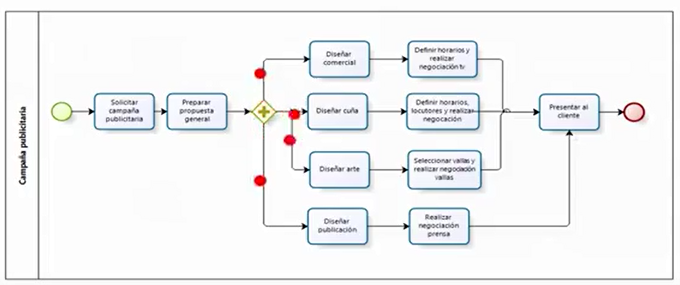 Campaña publicitaria
Solicitar
campaña
publicitaria
Preparar
propuesta
general
Diseñar
comercial
Definir horarios y
realizar
negociación tv
Diseñar cuña
Definir horarios,
locutores y realizar
negocación
Diseñar arte
Seleccionar vallas y
realizar negociación
vallas
Diseñar
publicación
Realizar
negociación
prensa
Presentar al
cliente